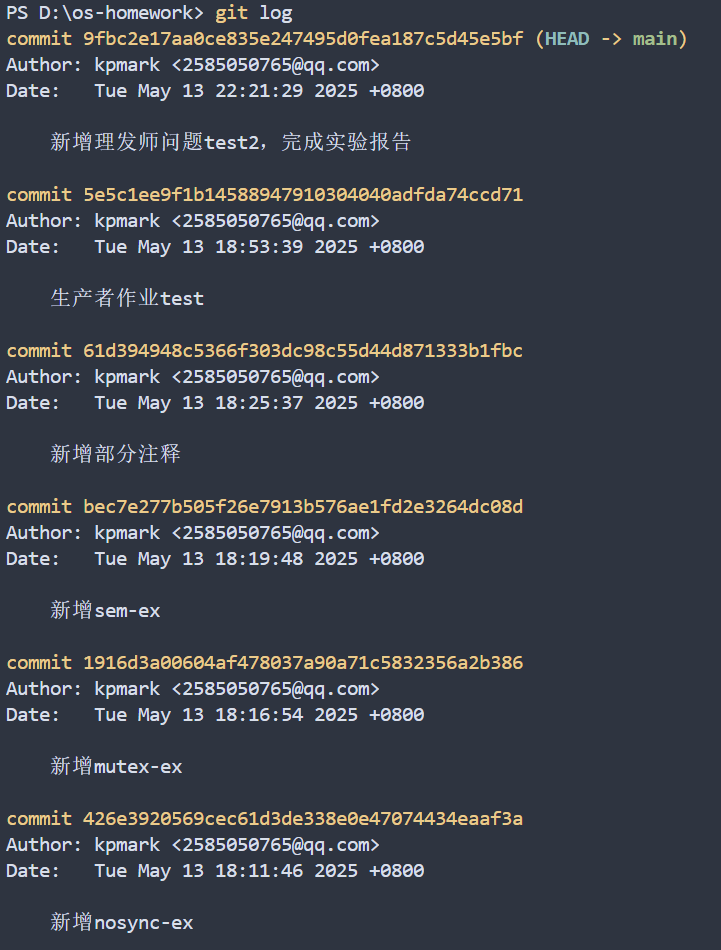 PS D:\os-homework> git log
commit 9fbc2e17aa0ce835e247495d0fea187c5d45e5bf (HEAD -> main)
Author: kpmark <2585050765@qq.com>
Date:   Tue May 13 22:21:29 2025 +0800
新增理发师问题test2，完成实验报告
commit 5e5c1ee9f1b14588947910304040adfda74ccd71
Author: kpmark <2585050765@qq.com>
Date:   Tue May 13 18:53:39 2025 +0800
生产者作业test
commit 61d394948c5366f303dc98c55d44d871333b1fbc
Author: kpmark <2585050765@qq.com>
Date:   Tue May 13 18:25:37 2025 +0800
新增部分注释
commit bec7e277b505f26e7913b576ae1fd2e3264dc08d
Author: kpmark <2585050765@qq.com>
Date:   Tue May 13 18:19:48 2025 +0800
新增sem-ex
commit 1916d3a00604af478037a90a71c5832356a2b386
Author: kpmark <2585050765@qq.com>
Date:   Tue May 13 18:16:54 2025 +0800
新增mutex-ex
commit 426e3920569cec61d3de338e0e47074434eaaf3a
Author: kpmark <2585050765@qq.com>
Date:   Tue May 13 18:11:46 2025 +0800
新增nosync-ex